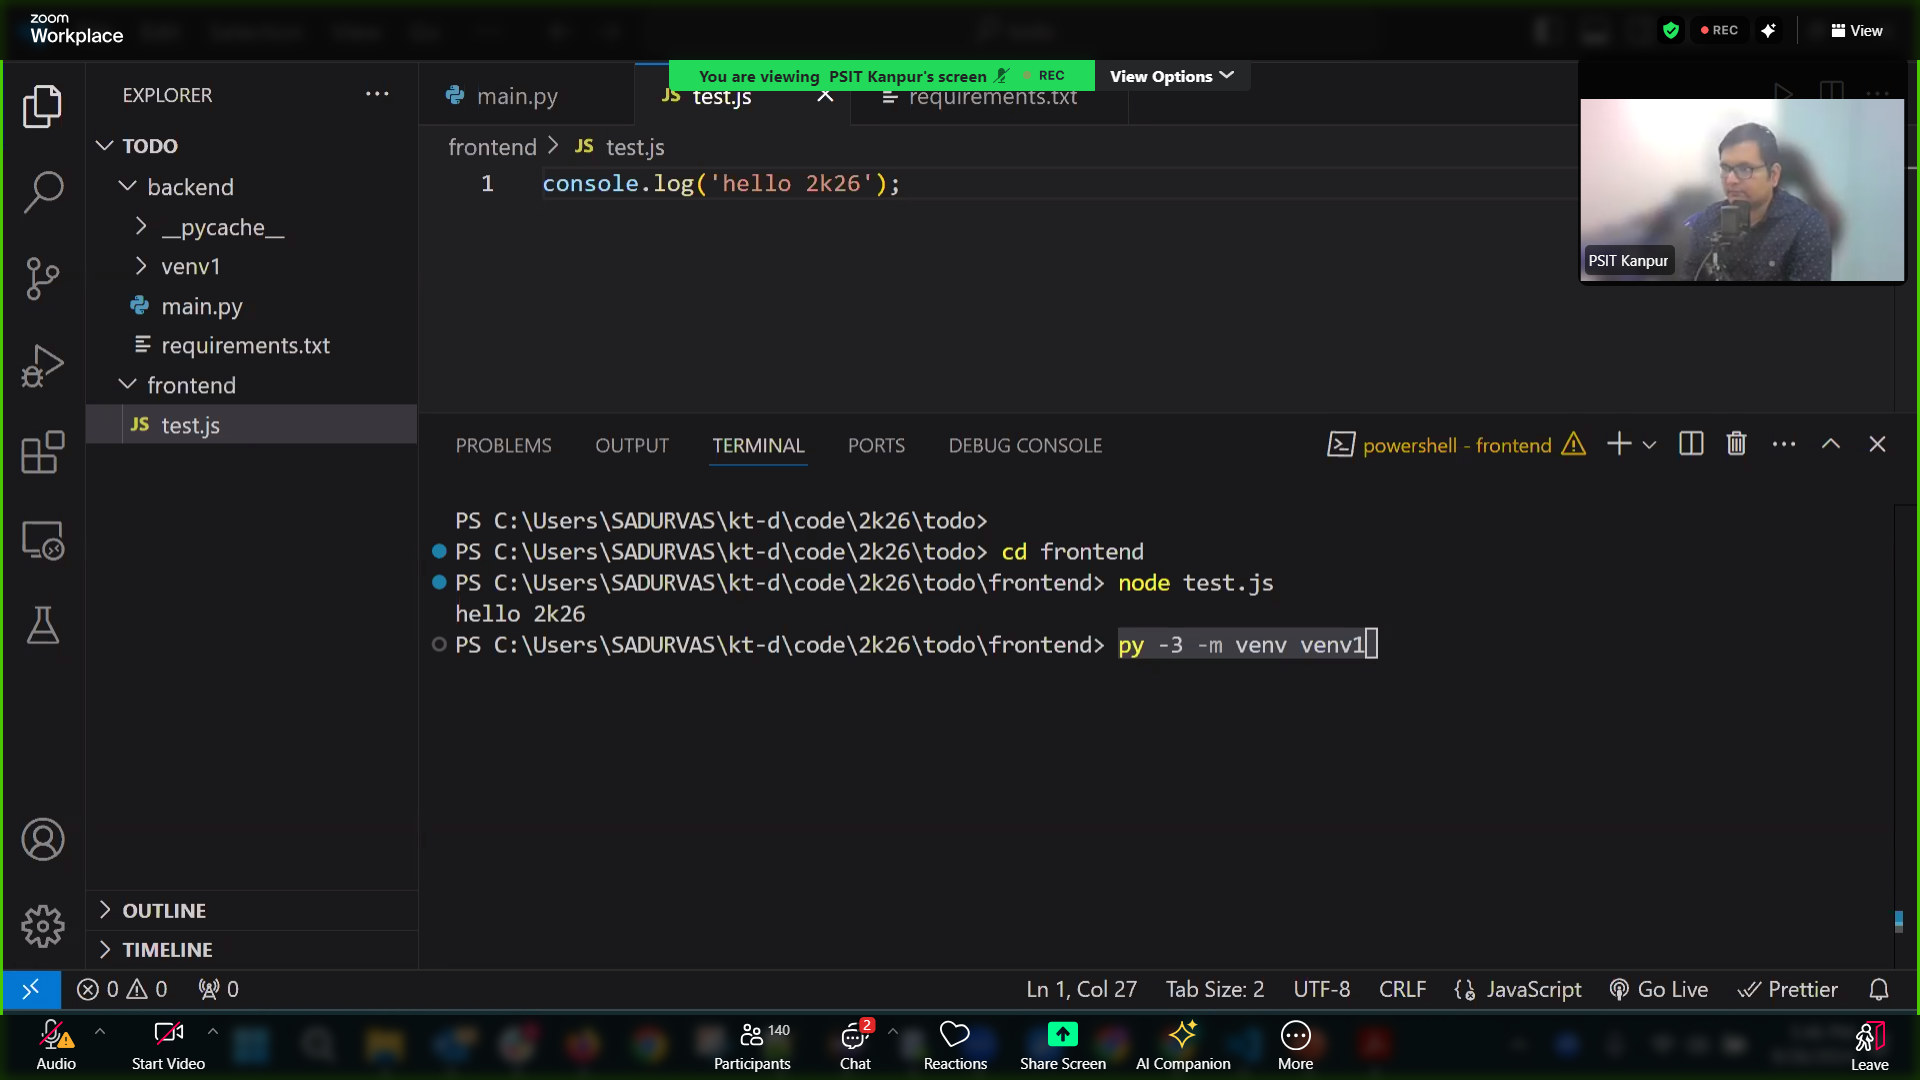 zoom
Workplace
REC
View
You are viewing PSIT Kanpur's screen REC
View Options
EXPLORER
main.py
JS test.js
requirements.txt
TODO
backend
__pycache__
venv1
main.py
requirements.txt
frontend
JS test.js
OUTLINE
TIMELINE
frontend > JS test.js
1 console.log('hello 2k26');
PSIT Kanpur
PROBLEMS OUTPUT TERMINAL PORTS DEBUG CONSOLE
powershell - frontend
PS C:\Users\SADURVAS\kt-d\code\2k26\todo>
PS C:\Users\SADURVAS\kt-d\code\2k26\todo> cd frontend
PS C:\Users\SADURVAS\kt-d\code\2k26\todo\frontend> node test.js
hello 2k26
PS C:\Users\SADURVAS\kt-d\code\2k26\todo\frontend> py -3 -m venv venv1
0 0 0
Ln 1, Col 27 Tab Size: 2 UTF-8 CRLF JavaScript Go Live Prettier
Audio
Start Video
140
Participants
2
Chat
Reactions
Share Screen
AI Companion
More
Leave